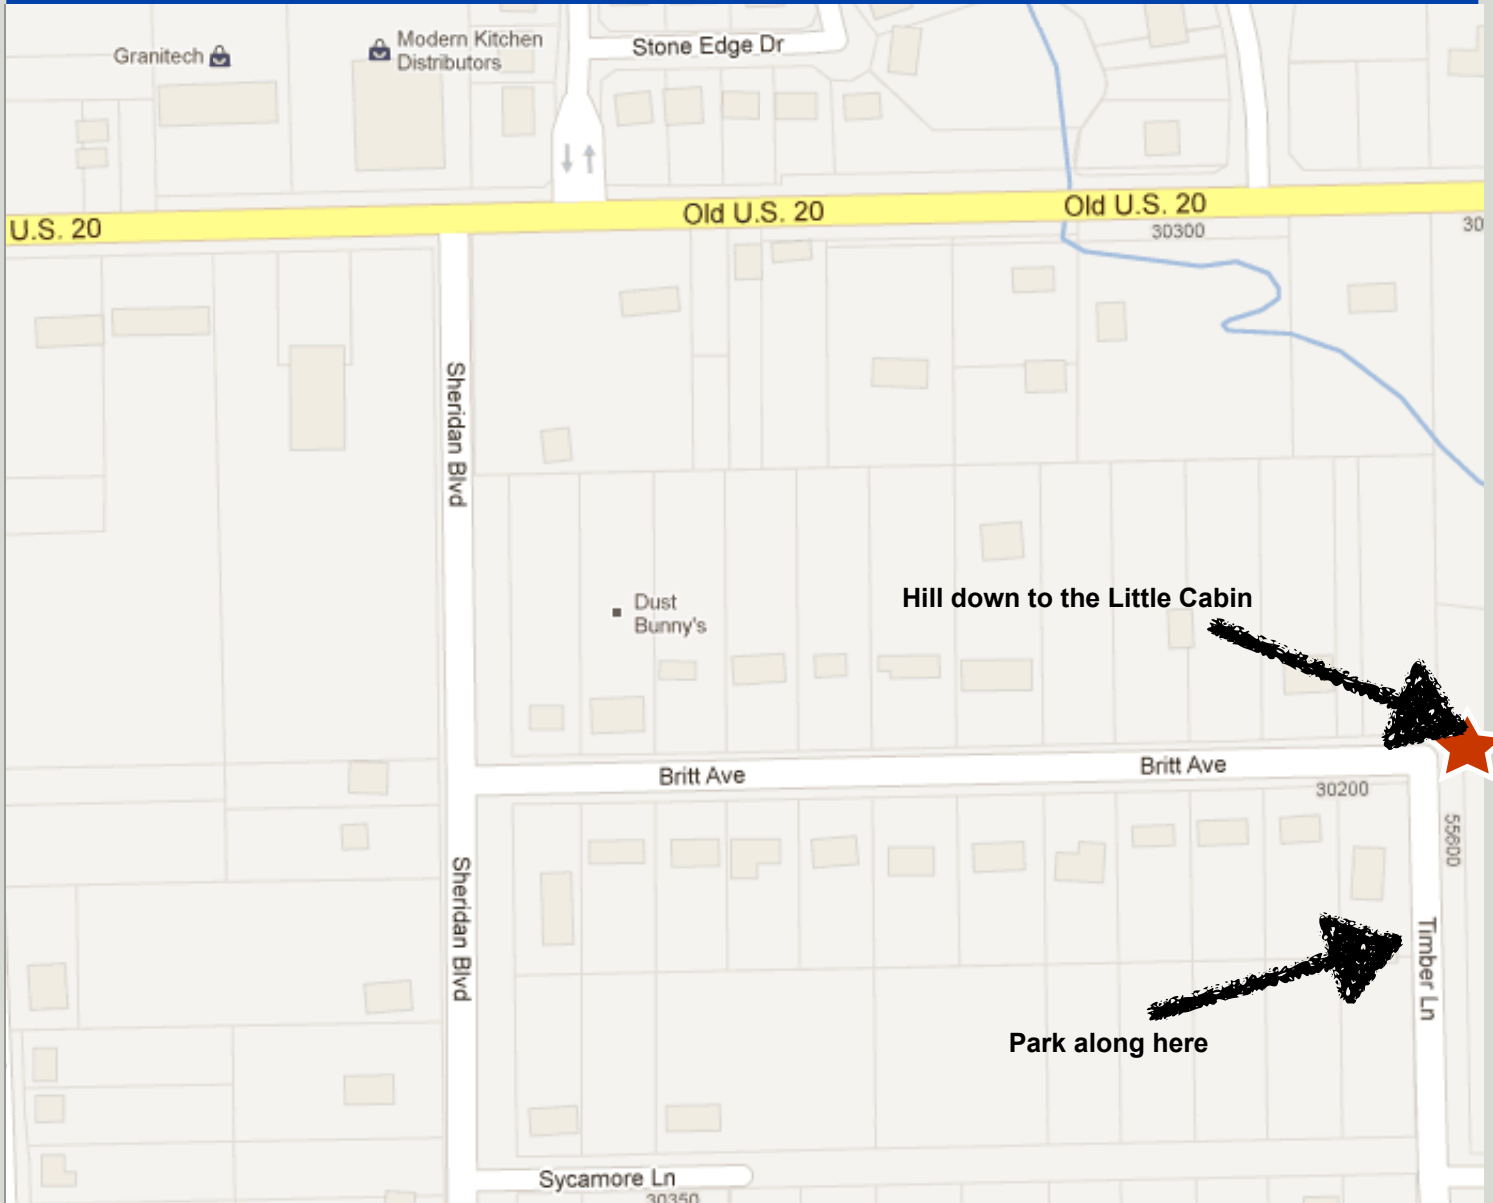 Stone Edge Dr
Granitech
Modern Kitchen
Distributors
U.S. 20
Old U.S. 20
Old U.S. 20
30300
30
Sheridan Blvd
Hill down to the Little Cabin
Dust
Bunny's
Britt Ave
Britt Ave
30200
55600
Sheridan Blvd
Timber Ln
Park along here
Sycamore Ln
30350